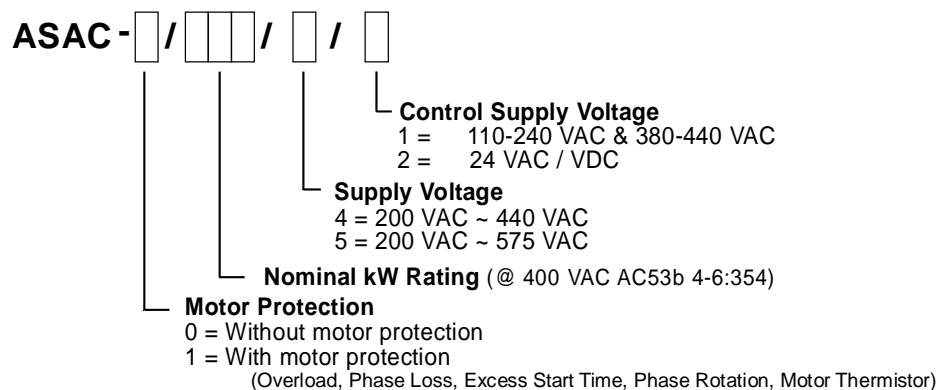 ASAC - / / /
Control Supply Voltage
1 = 110-240 VAC & 380-440 VAC
2 = 24 VAC / VDC
Supply Voltage
4 = 200 VAC ~ 440 VAC
5 = 200 VAC ~ 575 VAC
Nominal kW Rating (@ 400 VAC AC53b 4-6:354)
Motor Protection
0 = Without motor protection
1 = With motor protection
(Overload, Phase Loss, Excess Start Time, Phase Rotation, Motor Thermistor)